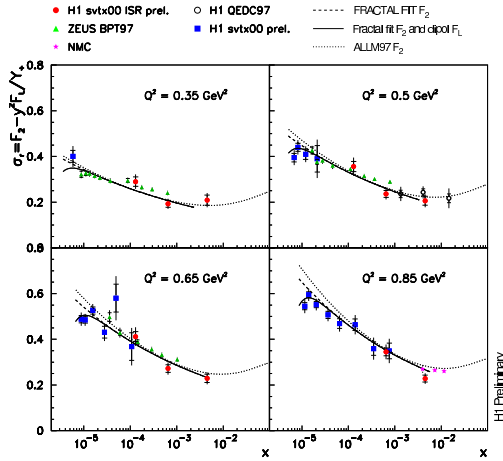 H1 svtx00 ISR prel.
H1 QEDC97
FRACTAL FIT F₂
ZEUS BPT97
H1 svtx00 prel.
Fractal fit F₂ and dipol F_L
NMC
ALLM97 F₂
σᵣ=F₂−y²F_L/Y₊
Q² = 0.35 GeV²
Q² = 0.5 GeV²
0.8
0.6
0.4
0.2
0.8
Q² = 0.65 GeV²
Q² = 0.85 GeV²
0.6
0.4
0.2
0
10⁻⁵ 10⁻⁴ 10⁻³ 10⁻² 10⁻⁵ 10⁻⁴ 10⁻³ 10⁻²
x x
H1 Preliminary